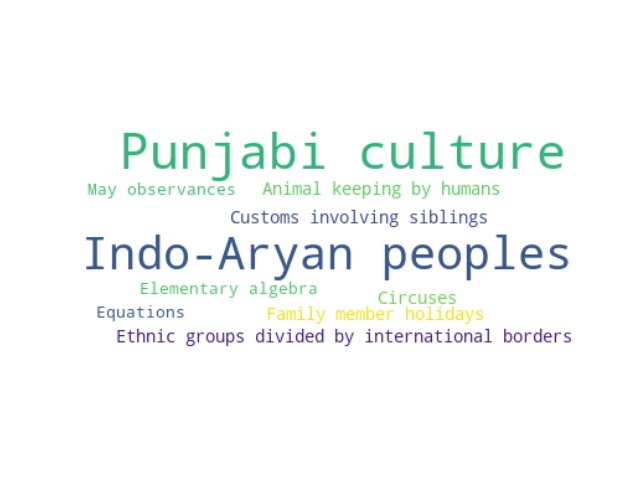 Punjabi culture
May observances
Animal keeping by humans
Customs involving siblings
Indo-Aryan peoples
Elementary algebra
Circuses
Equations
Family member holidays
Ethnic groups divided by international borders